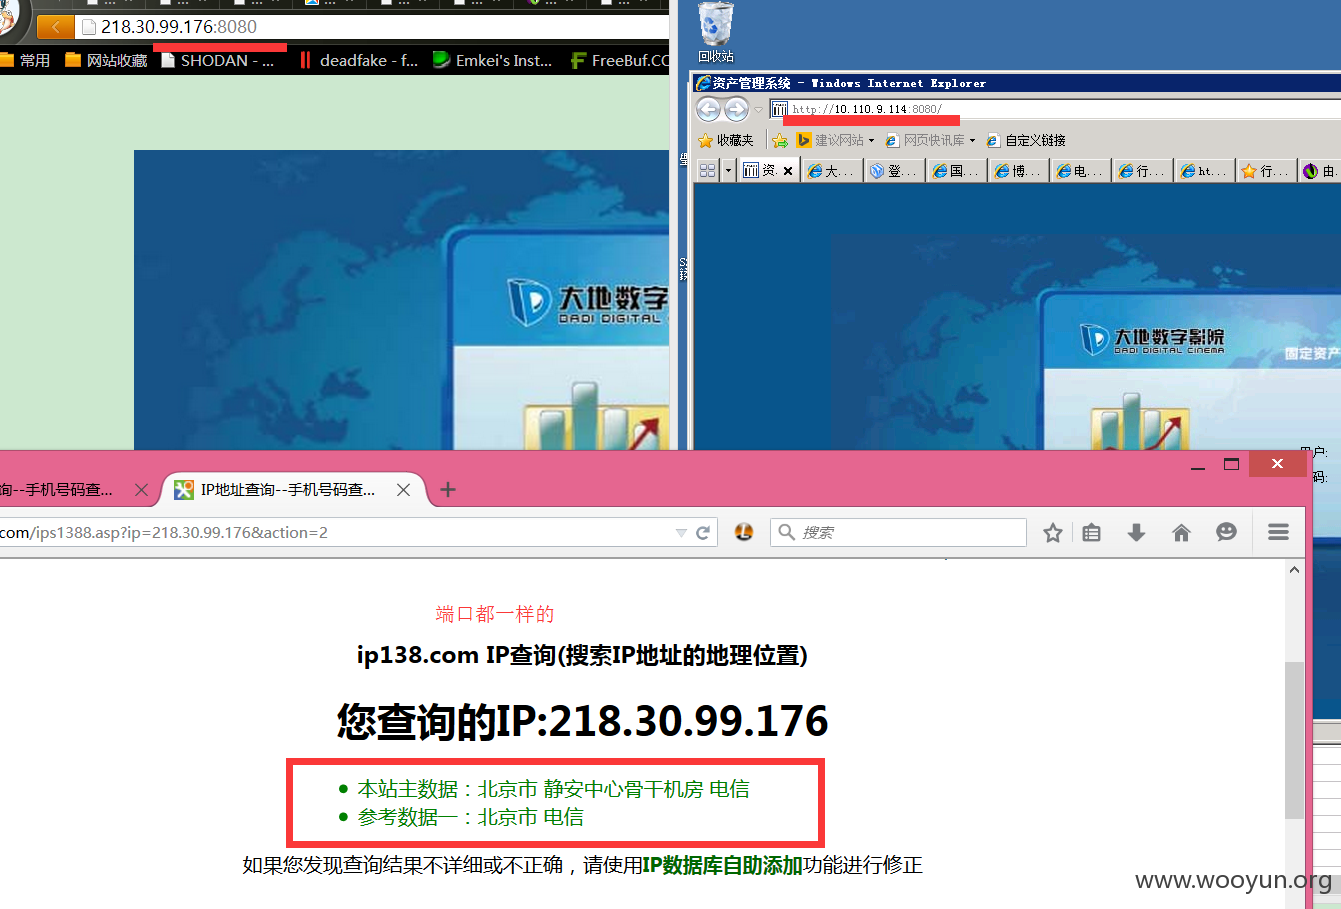 218.30.99.176:8080
常用
网站收藏
SHODAN - ...
deadfake - f...
Emkei's Inst...
FreeBuf.CO
大地数字
DADI DIGITAL
回收站
资产管理系统 - Windows Internet Explorer
http://10.110.9.114:8080/
收藏夹
建议网站
网页快讯库
自定义链接
资.
大...
登...
国...
博...
电...
行...
ht...
行...
由.
大地数字影院
DADI DIGITAL CINEMA
固定资产
户:
码:
询--手机号码查...
IP地址查询--手机号码查...
com/ips1388.asp?ip=218.30.99.176&action=2
搜索
端口都一样的
ip138.com IP查询(搜索IP地址的地理位置)
您查询的IP:218.30.99.176
本站主数据：北京市 静安中心骨干机房 电信
参考数据一：北京市 电信
如果您发现查询结果不详细或不正确，请使用IP数据库自助添加功能进行修正
www.wooyun.org